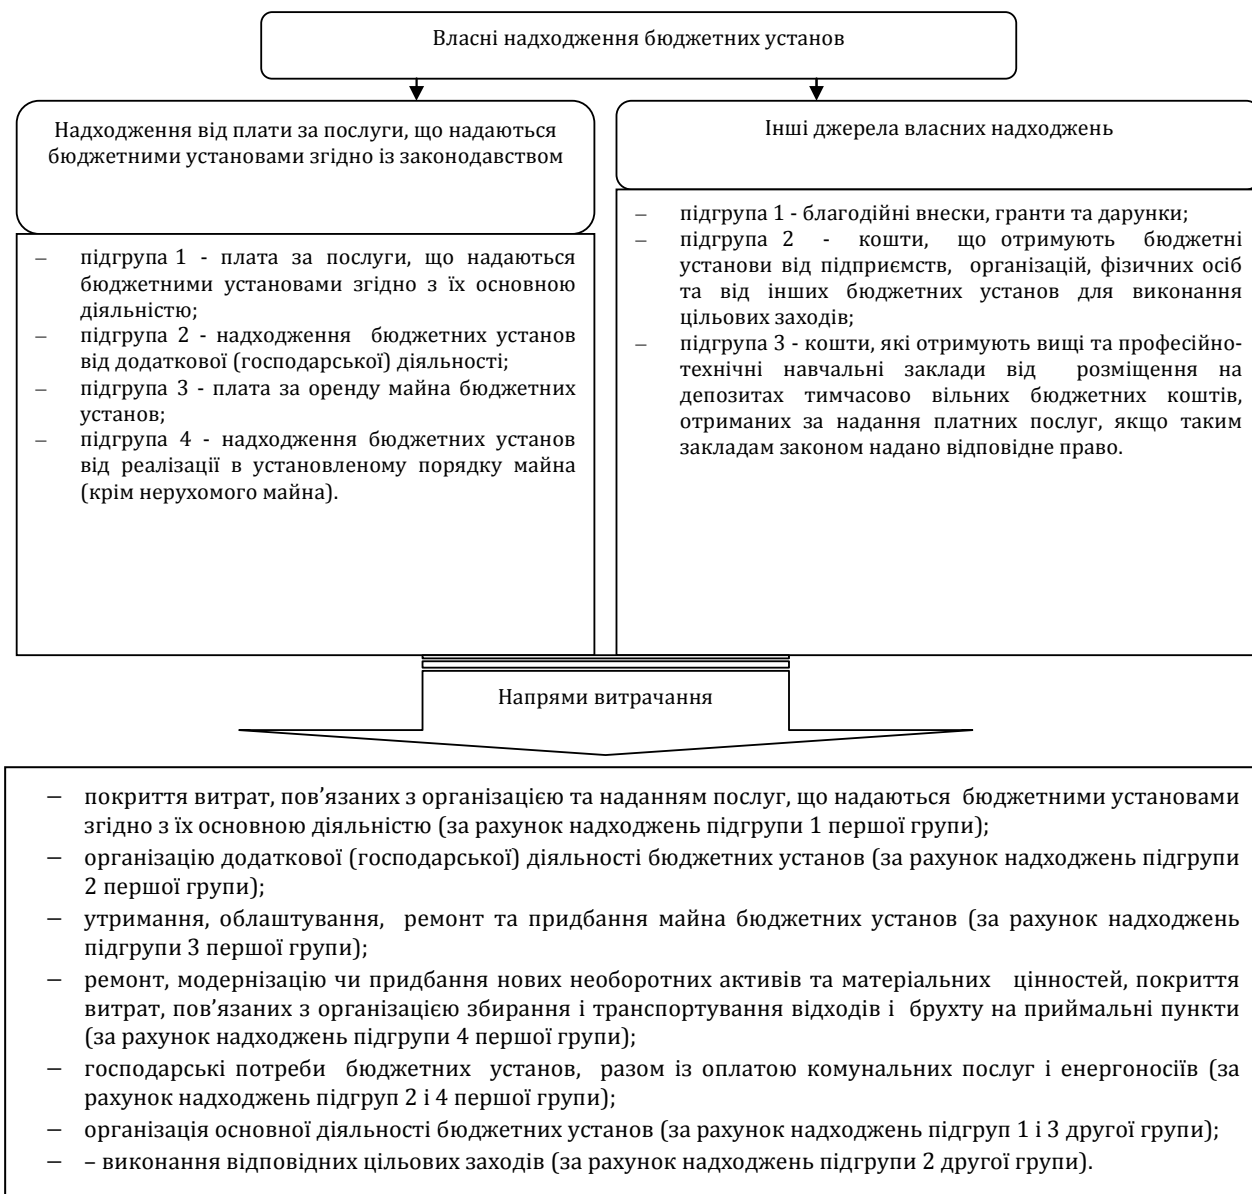 Власні надходження бюджетних установ
Надходження від плати за послуги, що надаються
бюджетними установами згідно із законодавством
– підгрупа 1 - плата за послуги, що надаються
бюджетними установами згідно з їх основною
діяльністю;
– підгрупа 2 - надходження бюджетних установ
від додаткової (господарської) діяльності;
– підгрупа 3 - плата за оренду майна бюджетних
установ;
– підгрупа 4 - надходження бюджетних установ
від реалізації в установленому порядку майна
(крім нерухомого майна).
Інші джерела власних надходжень
– підгрупа 1 - благодійні внески, гранти та дарунки;
– підгрупа 2 - кошти, що отримують бюджетні
установи від підприємств, організацій, фізичних осіб
та від інших бюджетних установ для виконання
цільових заходів;
– підгрупа 3 - кошти, які отримують вищі та професійно-
технічні навчальні заклади від розміщення на
депозитах тимчасово вільних бюджетних коштів,
отриманих за надання платних послуг, якщо таким
закладам законом надано відповідне право.
Напрями витрачання
– покриття витрат, пов’язаних з організацією та наданням послуг, що надаються бюджетними установами
згідно з їх основною діяльністю (за рахунок надходжень підгрупи 1 першої групи);
– організацію додаткової (господарської) діяльності бюджетних установ (за рахунок надходжень підгрупи
2 першої групи);
– утримання, облаштування, ремонт та придбання майна бюджетних установ (за рахунок надходжень
підгрупи 3 першої групи);
– ремонт, модернізацію чи придбання нових необоротних активів та матеріальних цінностей, покриття
витрат, пов’язаних з організацією збирання і транспортування відходів і брухту на приймальні пункти
(за рахунок надходжень підгрупи 4 першої групи);
– господарські потреби бюджетних установ, разом із оплатою комунальних послуг і енергоносіїв (за
рахунок надходжень підгруп 2 і 4 першої групи);
– організація основної діяльності бюджетних установ (за рахунок надходжень підгруп 1 і 3 другої групи);
– – виконання відповідних цільових заходів (за рахунок надходжень підгрупи 2 другої групи).